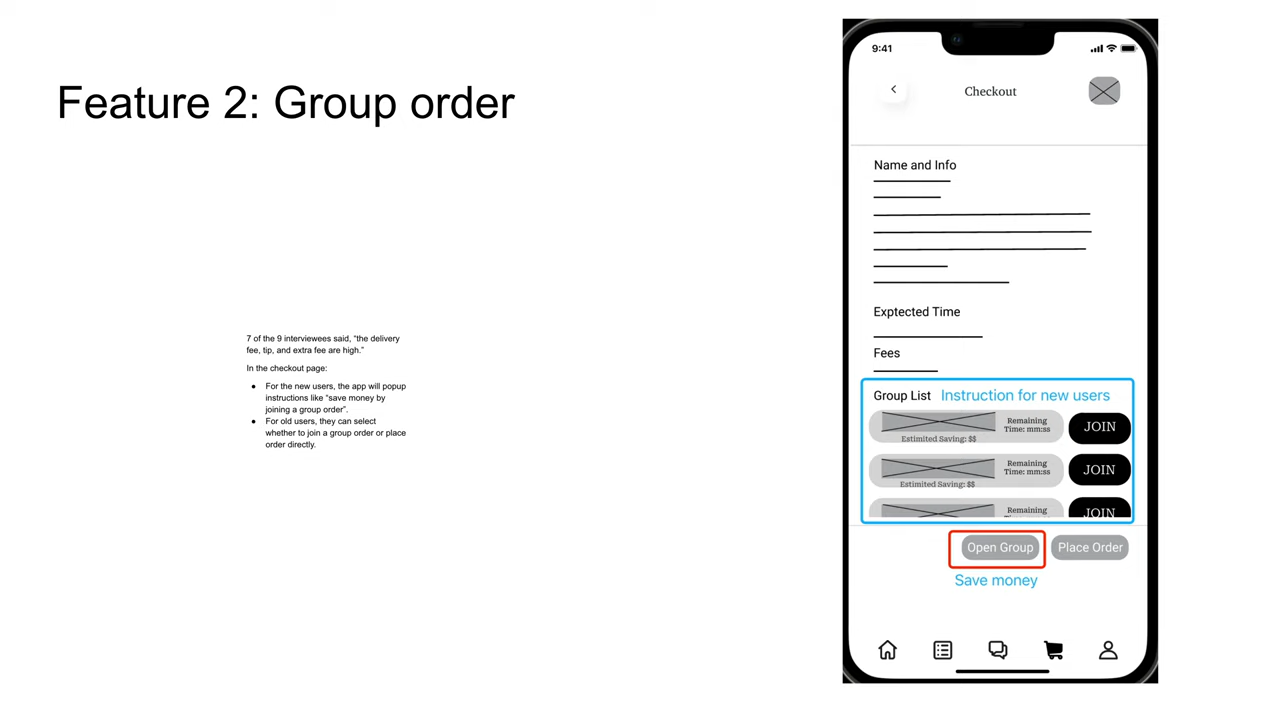 Feature 2: Group order
7 of the 9 interviewees said, “the delivery
fee, tip, and extra fee are high.”
In the checkout page:
● For the new users, the app will popup
instructions like “save money by
joining a group order”.
● For old users, they can select
whether to join a group order or place
order directly.
9:41
Checkout
Name and Info
Exptected Time
Fees
Group List Instruction for new users
Remaining
Time: mm:ss
Estimited Saving: $$
JOIN
Remaining
Time: mm:ss
Estimited Saving: $$
JOIN
Remaining
Time: mm:ss
JOIN
Open Group Place Order
Save money